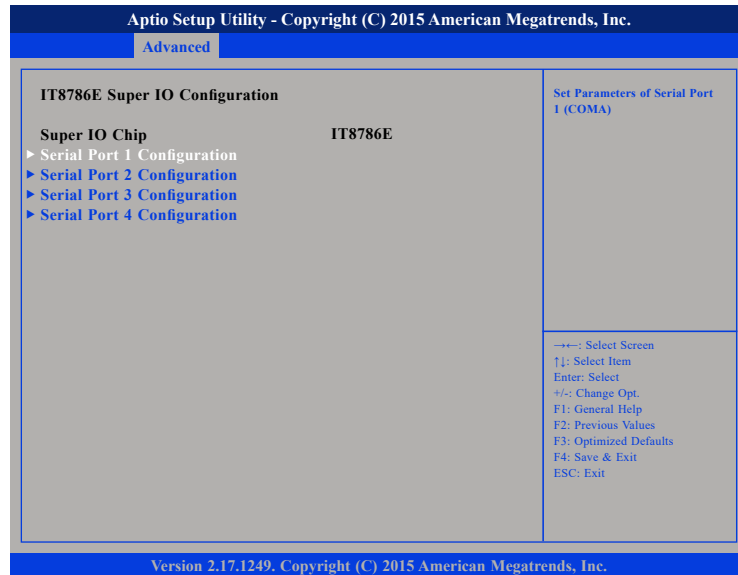 Aptio Setup Utility - Copyright (C) 2015 American Megatrends, Inc.
Advanced
IT8786E Super IO Configuration
Super IO Chip IT8786E
▶ Serial Port 1 Configuration
▶ Serial Port 2 Configuration
▶ Serial Port 3 Configuration
▶ Serial Port 4 Configuration
Set Parameters of Serial Port
1 (COMA)
→←: Select Screen
↑↓: Select Item
Enter: Select
+/-: Change Opt.
F1: General Help
F2: Previous Values
F3: Optimized Defaults
F4: Save & Exit
ESC: Exit
Version 2.17.1249. Copyright (C) 2015 American Megatrends, Inc.